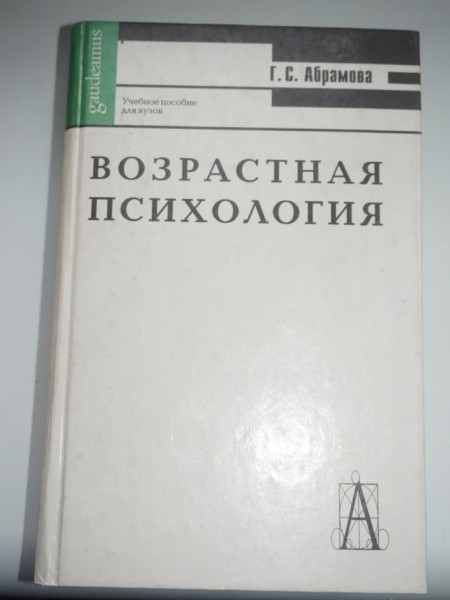 gaudeamus
Г. С. Абрамова
Учебное пособие
для вузов
ВОЗРАСТНАЯ
ПСИХОЛОГИЯ
А